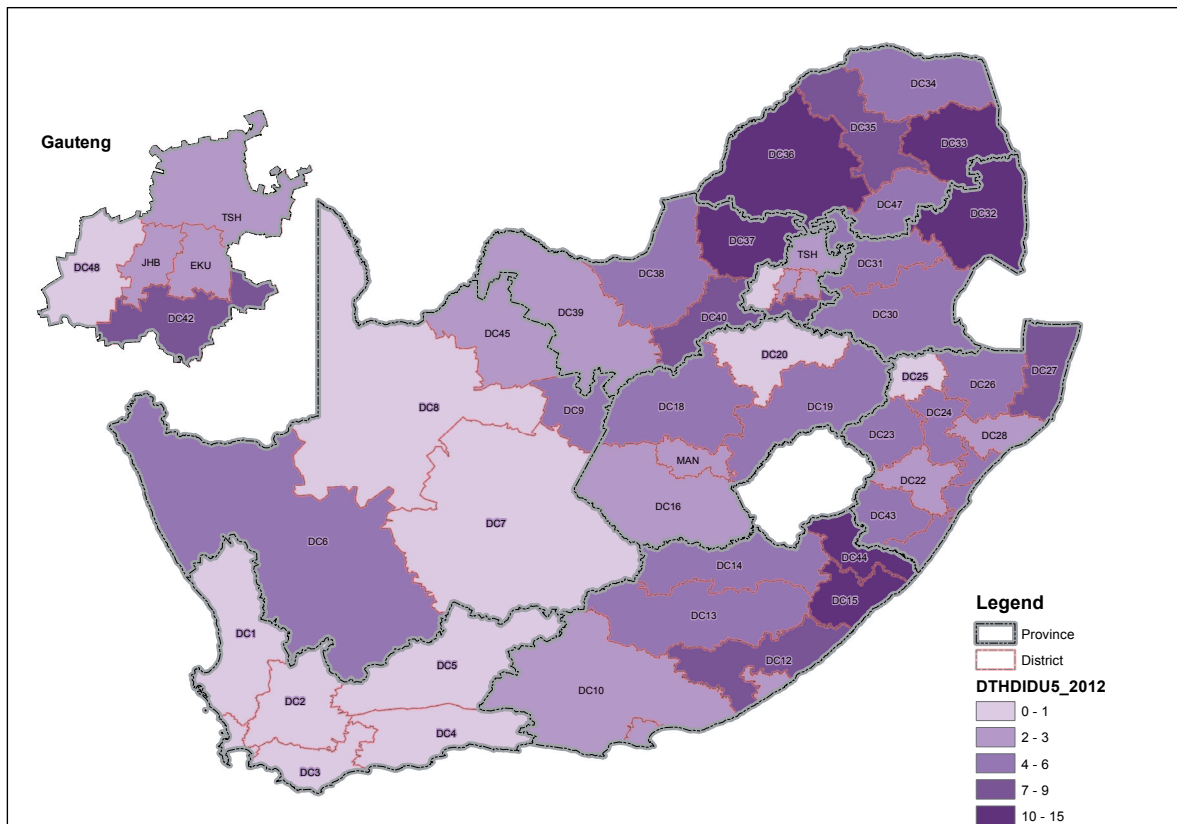 Gauteng
TSH
JHB
EKU
DC48
DC42
DC34
DC35
DC36
DC33
DC47
DC32
DC37
TSH
DC38
DC31
DC39
DC40
DC30
DC45
DC20
DC25
DC26
DC27
DC8
DC9
DC18
DC19
DC24
DC23
DC28
MAN
DC22
DC16
DC43
DC7
DC6
DC44
DC14
DC15
DC13
DC1
DC5
DC12
DC10
DC2
DC4
DC3
Legend
Province
District
DTHDIDU5_2012
0 - 1
2 - 3
4 - 6
7 - 9
10 - 15